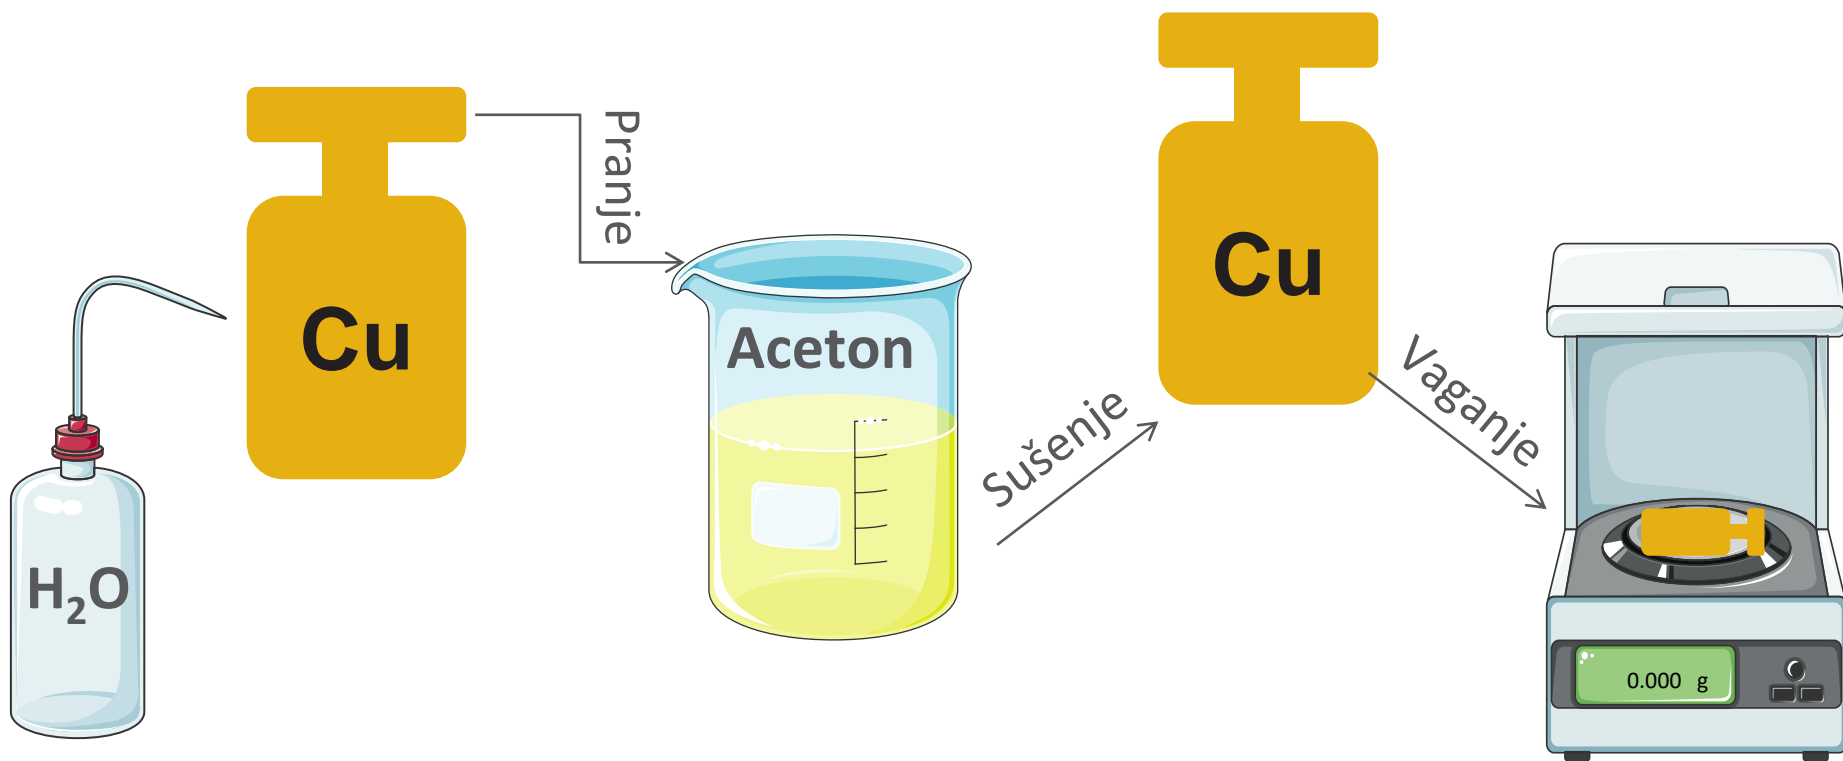 H₂O
Cu
Pranje
Aceton
Sušenje
Cu
Vaganje
0.000 g